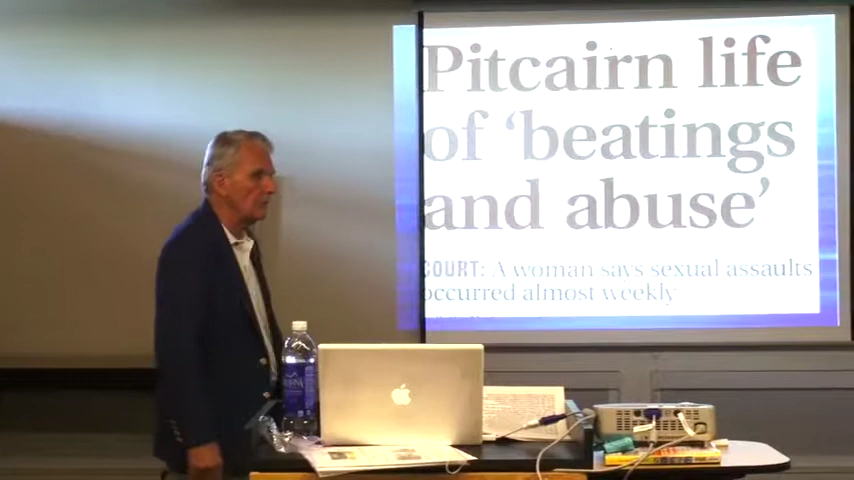 Pitcairn life
of ‘beatings
and abuse’
COURT: A woman says sexual assaults
occurred almost weekly